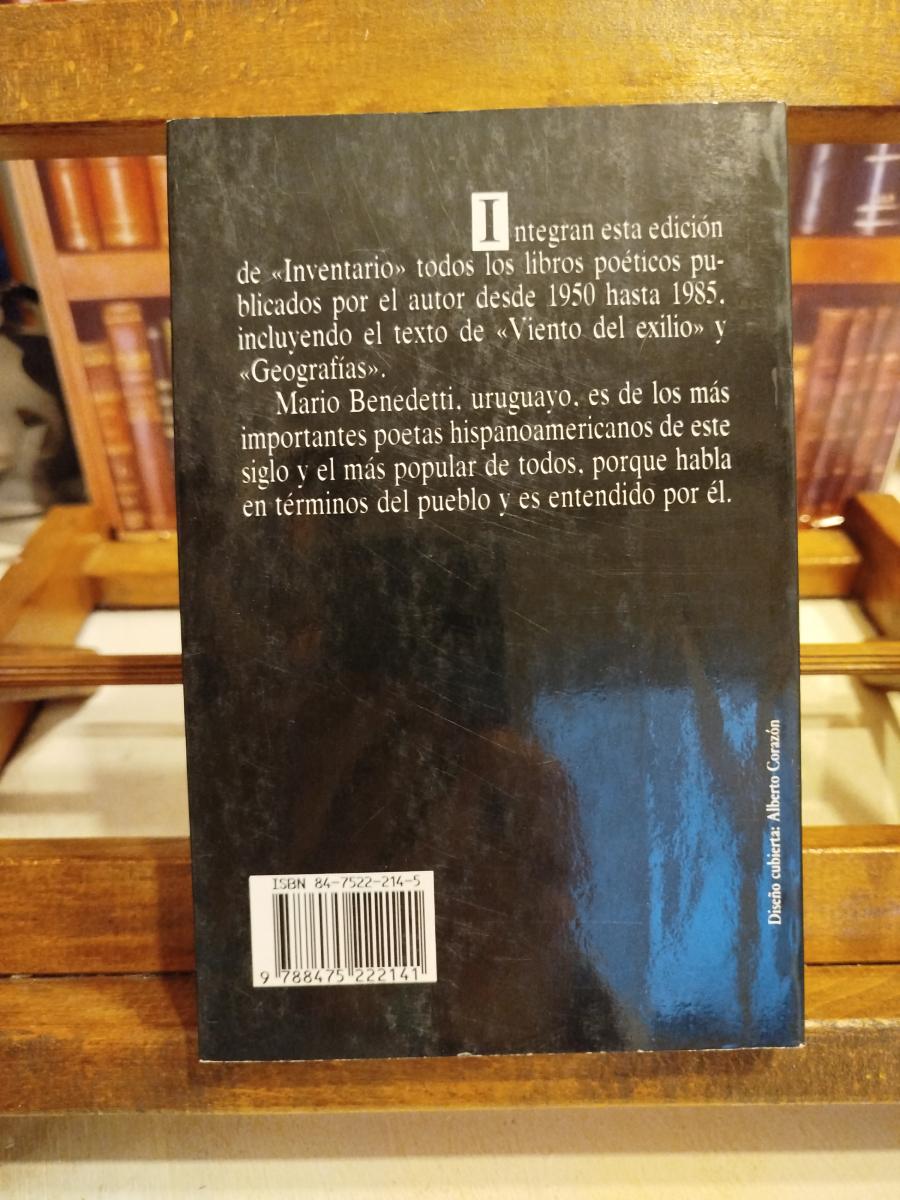 Integran esta edición
de «Inventario» todos los libros poéticos pu-
blicados por el autor desde 1950 hasta 1985,
incluyendo el texto de «Viento del exilio» y
«Geografías».
Mario Benedetti, uruguayo, es de los más
importantes poetas hispanoamericanos de este
siglo y el más popular de todos, porque habla
en términos del pueblo y es entendido por él.
Diseño cubierta: Alberto Corazón
ISBN 84-7522-214-5
9 788475 222141